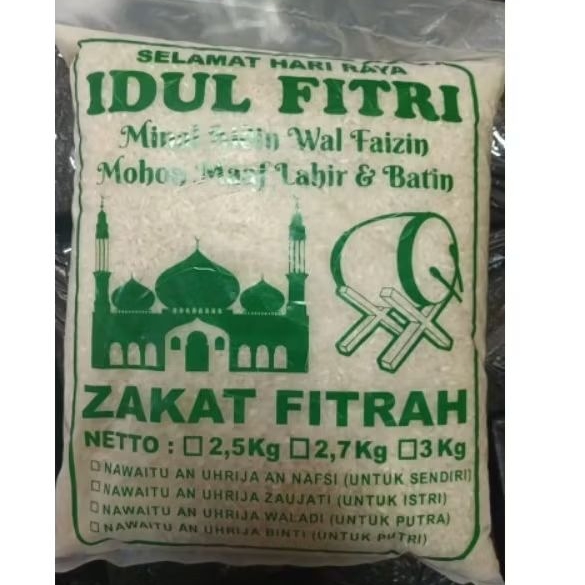 SELAMAT HARI RAYA
IDUL FITRI
Minal Aidin Wal Faizin
Mohon Maaf Lahir & Batin
ZAKAT FITRAH
NETTO : 2,5Kg 2,7Kg 3Kg
NAWAITU AN UHRIJA AN NAFSI (UNTUK SENDIRI)
NAWAITU AN UHRIJA ZAUJATI (UNTUK ISTRI)
NAWAITU AN UHRIJA WALADI (UNTUK PUTRA)
NAWAITU AN UHRIJA BINTI (UNTUK PUTRI)